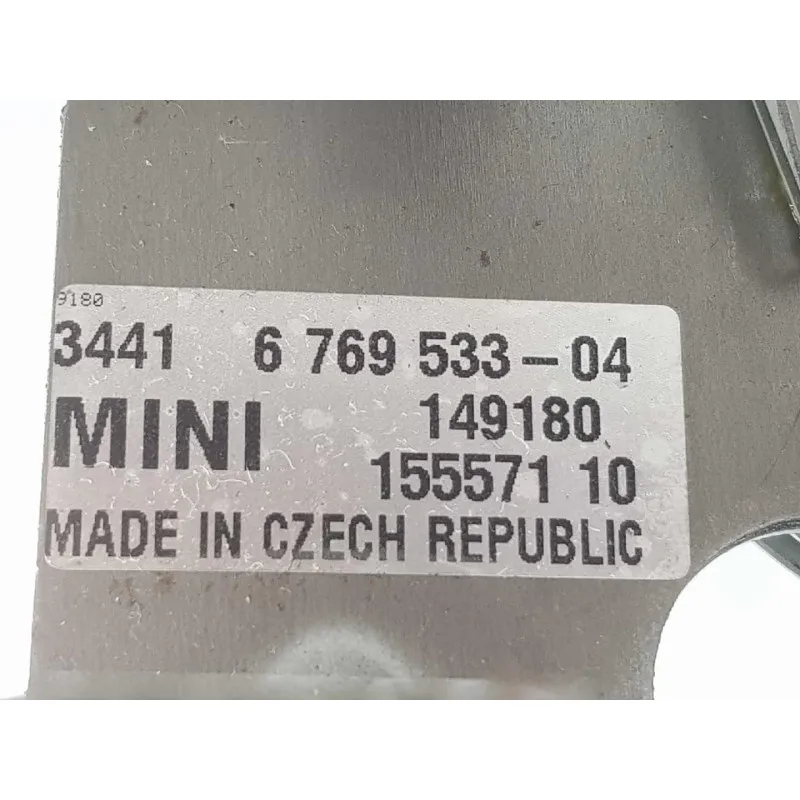 9180
3441 6 769 533-04
MINI 149180
155571 10
MADE IN CZECH REPUBLIC